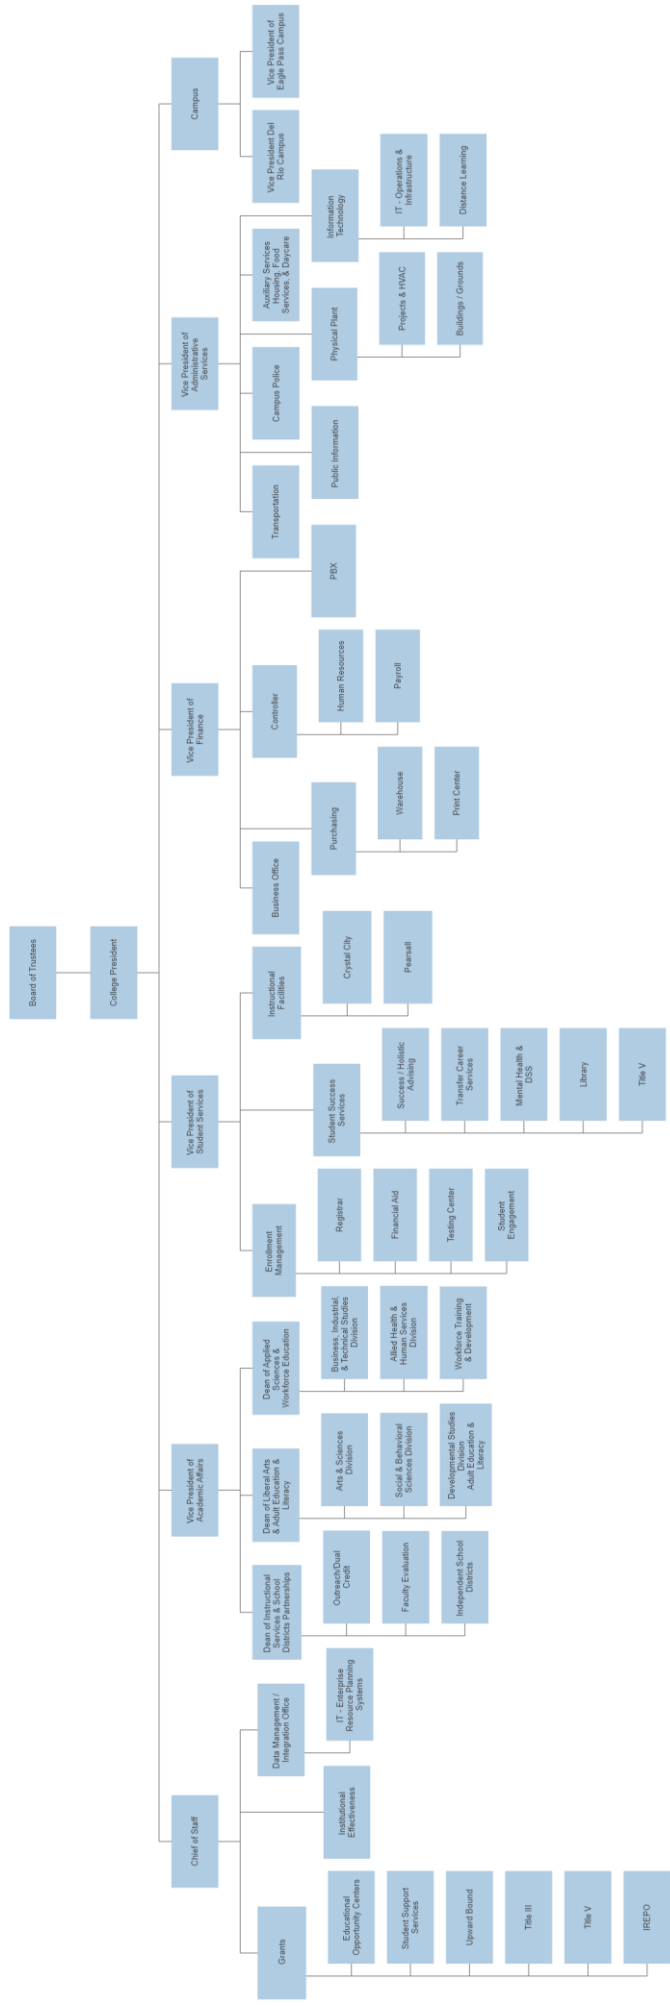 Board of Trustees
College President
Chief of Staff
Vice President of
Academic Affairs
Vice President of
Student Services
Vice President of
Finance
Vice President of
Administrative
Services
Campus
Grants
Educational
Opportunity Centers
Student Support
Services
Upward Bound
Title III
Title V
IREPO
Institutional
Effectiveness
Data Management /
Integration Office
IT - Enterprise
Resource Planning
Systems
Dean of Instructional
Services & School
Districts Partnerships
Outreach/Dual
Credit
Faculty Evaluation
Independent School
Districts
Dean of Liberal Arts
& Adult Education &
Literacy
Arts & Sciences
Division
Social & Behavioral
Sciences Division
Developmental Studies
Division
Adult Education &
Literacy
Dean of Applied
Sciences &
Workforce Education
Business, Industrial,
& Technical Studies
Division
Allied Health &
Human Services
Division
Workforce Training
& Development
Enrollment
Management
Registrar
Financial Aid
Testing Center
Student
Engagement
Student Success
Services
Success / Holistic
Advising
Transfer Career
Services
Mental Health &
DSS
Library
Title V
Instructional
Facilities
Crystal City
Pearsall
Business Office
Purchasing
Warehouse
Print Center
Controller
Human Resources
Payroll
PBX
Transportation
Public Information
Campus Police
Physical Plant
Projects & HVAC
Buildings / Grounds
Auxiliary Services
Housing, Food
Services, & Daycare
Information
Technology
IT - Operations &
Infrastructure
Distance Learning
Vice President Del
Rio Campus
Vice President of
Eagle Pass Campus